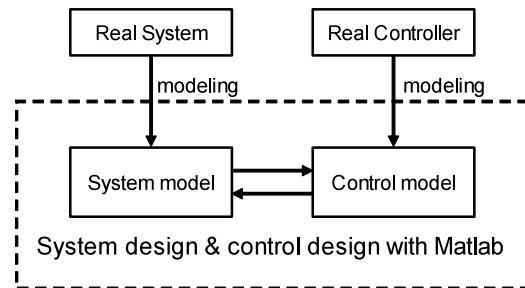 Real System
Real Controller
modeling
modeling
System model
Control model
System design & control design with Matlab